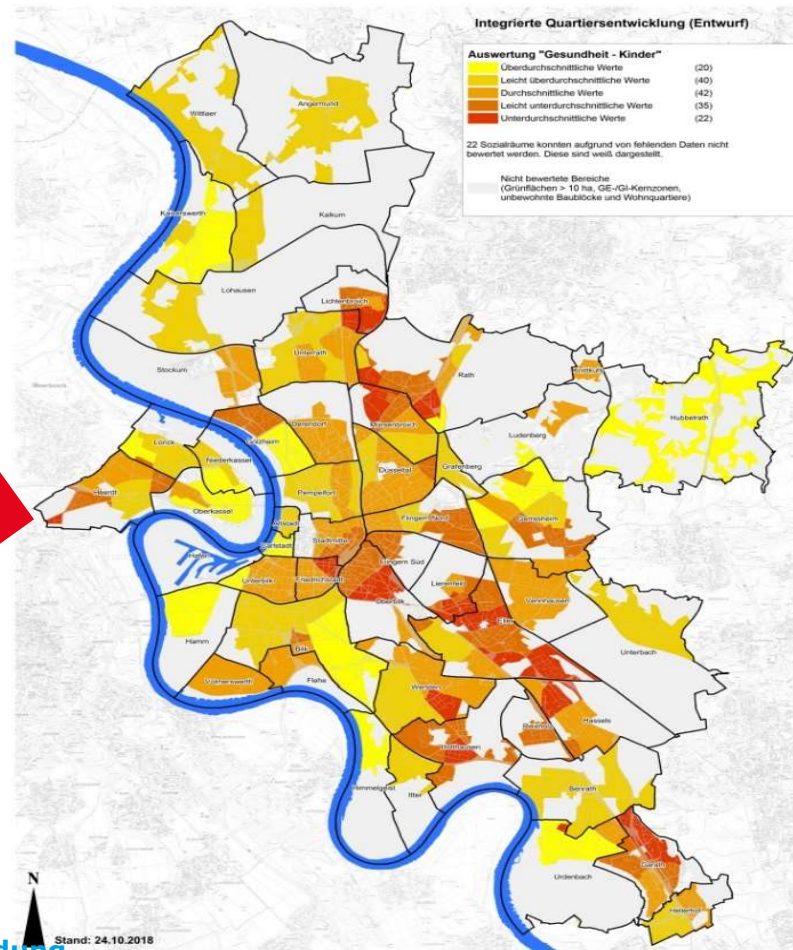 Integrierte Quartiersentwicklung (Entwurf)
Auswertung "Gesundheit - Kinder"
Überdurchschnittliche Werte (20)
Leicht überdurchschnittliche Werte (40)
Durchschnittliche Werte (42)
Leicht unterdurchschnittliche Werte (35)
Unterdurchschnittliche Werte (22)
22 Sozialräume konnten aufgrund von fehlenden Daten nicht
bewertet werden. Diese sind weiß dargestellt.
Nicht bewertete Bereiche
(Grünflächen > 10 ha, GE-/GI-Kernzonen,
unbewohnte Baublöcke und Wohnquartiere)
Wittlaer
Angermund
Kaiserswerth
Kalkum
Lohausen
Lichtenbroich
Unterrath
Stockum
Rath
Knittkuhl
Hubbelrath
Mörsenbroich
Derendorf
Golzheim
Ludenberg
Lörick
Niederkassel
Düsseltal
Grafenberg
Heerdt
Pempelfort
Oberkassel
Altstadt
Flingern Nord
Gerresheim
Carlstadt
Stadtmitte
Hafen
Flingern Süd
Unterbilk
Friedrichstadt
Lierenfeld
Vennhausen
Oberbilk
Eller
Hamm
Unterbach
Bilk
Volmerswerth
Flehe
Wersten
Hassels
Reisholz
Holthausen
Himmelgeist
Itter
Benrath
Garath
Urdenbach
Hellerhof
N
Stand: 24.10.2018